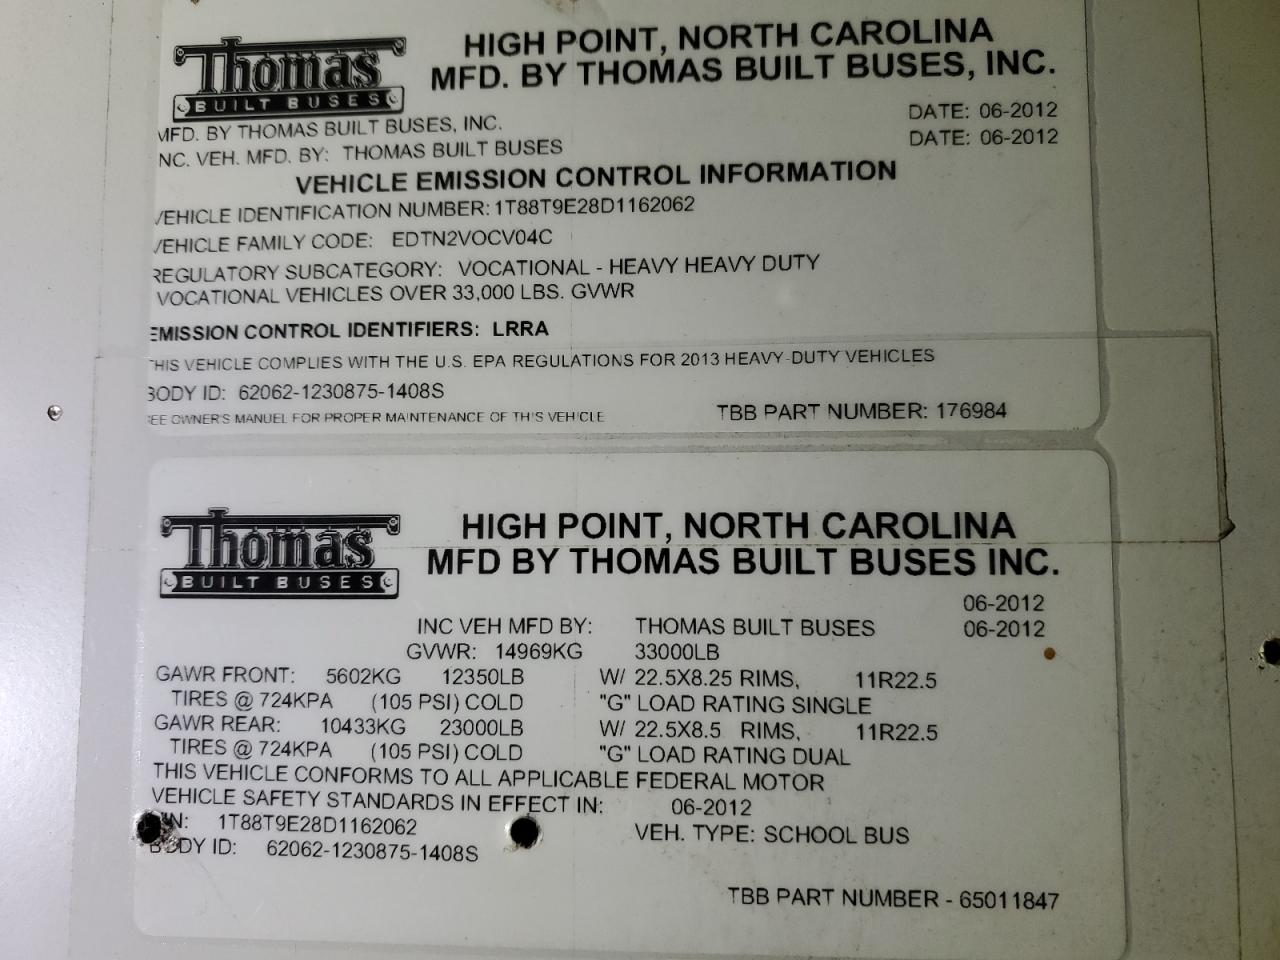 Thomas
BUILT BUSES
HIGH POINT, NORTH CAROLINA
MFD. BY THOMAS BUILT BUSES, INC.
MFD. BY THOMAS BUILT BUSES, INC.
DATE: 06-2012
NC. VEH. MFD. BY: THOMAS BUILT BUSES
DATE: 06-2012
VEHICLE EMISSION CONTROL INFORMATION
VEHICLE IDENTIFICATION NUMBER: 1T88T9E28D1162062
VEHICLE FAMILY CODE: EDTN2VOCV04C
REGULATORY SUBCATEGORY: VOCATIONAL - HEAVY HEAVY DUTY
VOCATIONAL VEHICLES OVER 33,000 LBS. GVWR
EMISSION CONTROL IDENTIFIERS: LRRA
THIS VEHICLE COMPLIES WITH THE U.S. EPA REGULATIONS FOR 2013 HEAVY-DUTY VEHICLES
BODY ID: 62062-1230875-1408S
EE OWNER'S MANUEL FOR PROPER MAINTENANCE OF THIS VEHICLE
TBB PART NUMBER: 176984
Thomas
BUILT BUSES
HIGH POINT, NORTH CAROLINA
MFD BY THOMAS BUILT BUSES INC.
06-2012
INC VEH MFD BY: THOMAS BUILT BUSES 06-2012
GVWR: 14969KG 33000LB
GAWR FRONT: 5602KG 12350LB W/ 22.5X8.25 RIMS, 11R22.5
TIRES @ 724KPA (105 PSI) COLD "G" LOAD RATING SINGLE
GAWR REAR: 10433KG 23000LB W/ 22.5X8.5 RIMS, 11R22.5
TIRES @ 724KPA (105 PSI) COLD "G" LOAD RATING DUAL
THIS VEHICLE CONFORMS TO ALL APPLICABLE FEDERAL MOTOR
VEHICLE SAFETY STANDARDS IN EFFECT IN: 06-2012
VIN: 1T88T9E28D1162062
VEH. TYPE: SCHOOL BUS
BODY ID: 62062-1230875-1408S
TBB PART NUMBER - 65011847